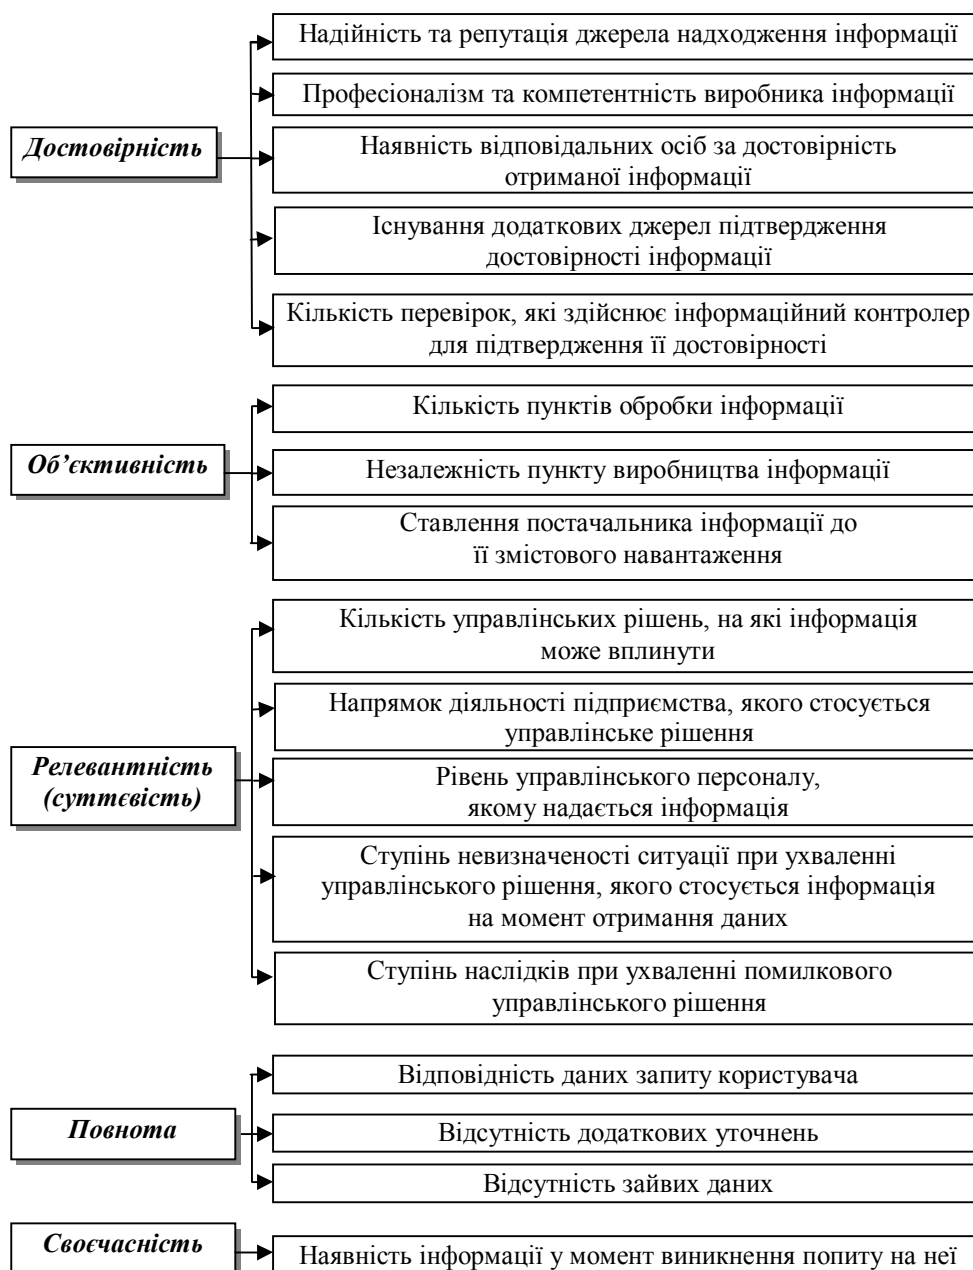 Достовірність
Надійність та репутація джерела надходження інформації
Професіоналізм та компетентність виробника інформації
Наявність відповідальних осіб за достовірність
отриманої інформації
Існування додаткових джерел підтвердження
достовірності інформації
Кількість перевірок, які здійснює інформаційний контролер
для підтвердження її достовірності
Об’єктивність
Кількість пунктів обробки інформації
Незалежність пункту виробництва інформації
Ставлення постачальника інформації до
її змістового навантаження
Релевантність
(суттєвість)
Кількість управлінських рішень, на які інформація
може вплинути
Напрямок діяльності підприємства, якого стосується
управлінське рішення
Рівень управлінського персоналу,
якому надається інформація
Ступінь невизначеності ситуації при ухваленні
управлінського рішення, якого стосується інформація
на момент отримання даних
Ступінь наслідків при ухваленні помилкового
управлінського рішення
Повнота
Відповідність даних запиту користувача
Відсутність додаткових уточнень
Відсутність зайвих даних
Своєчасність
Наявність інформації у момент виникнення попиту на неї